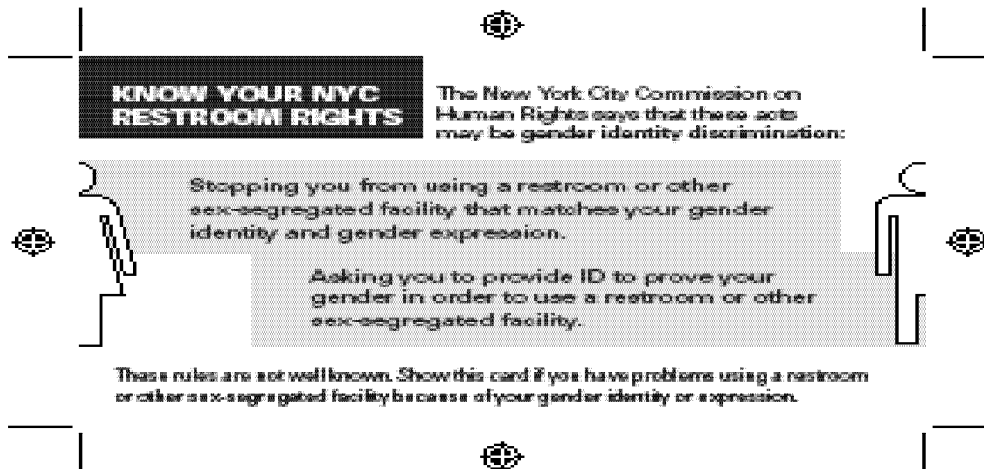 KNOW YOUR NYC
RESTROOM RIGHTS
The New York City Commission on
Human Rights says that these acts
may be gender identity discrimination:
Stopping you from using a restroom or other
sex-segregated facility that matches your gender
identity and gender expression.
Asking you to provide ID to prove your
gender in order to use a restroom or other
sex-segregated facility.
These rules are not well known. Show this card if you have problems using a restroom
or other sex-segregated facility because of your gender identity or expression.